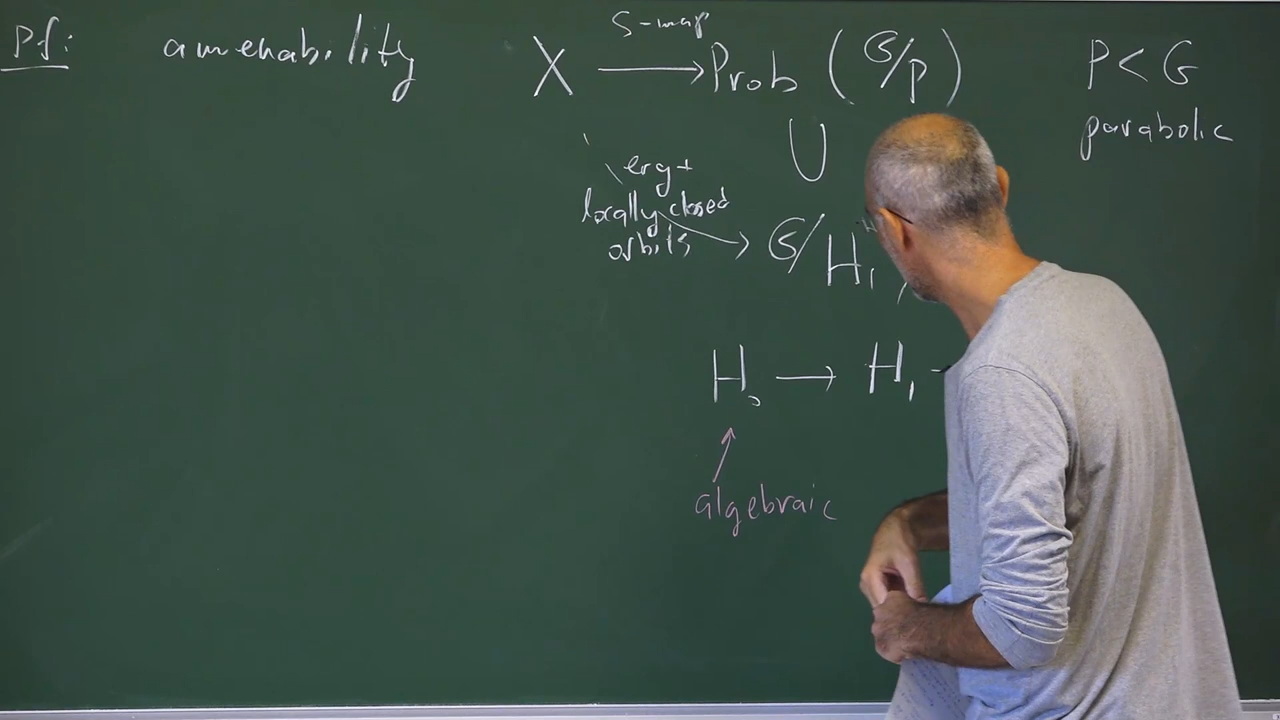 Pf: amenability X S-map → Prob (G/P) P < G
parabolic
U
erg +
locally closed
orbits → G/H₁,
H₀ → H₁
algebraic